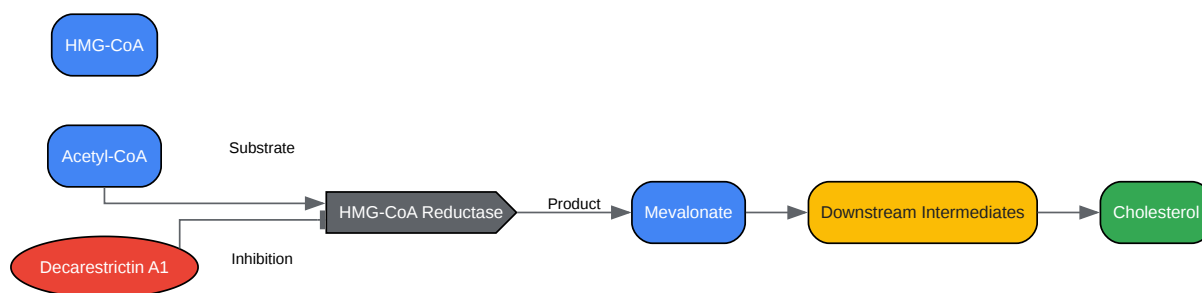 HMG-CoA
Acetyl-CoA
Substrate
HMG-CoA Reductase
Product
Mevalonate
Downstream Intermediates
Cholesterol
Inhibition
Decarestrictin A1